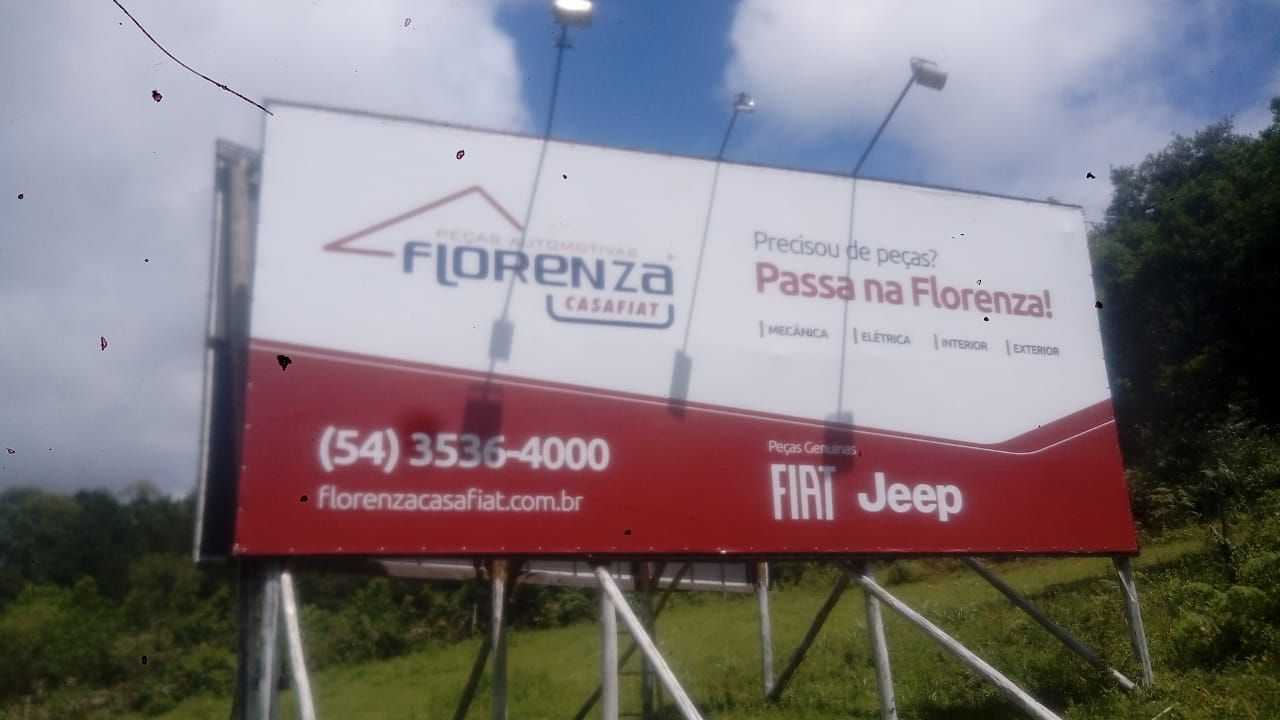 PEÇAS AUTOMOTIVAS
FLORENZA
CASAFIAT
Precisou de peças?
Passa na Florenza!
MECÂNICA
ELÉTRICA
INTERIOR
EXTERIOR
(54) 3536-4000
florenzacasafiat.com.br
Peças Genuínas
FIAT Jeep